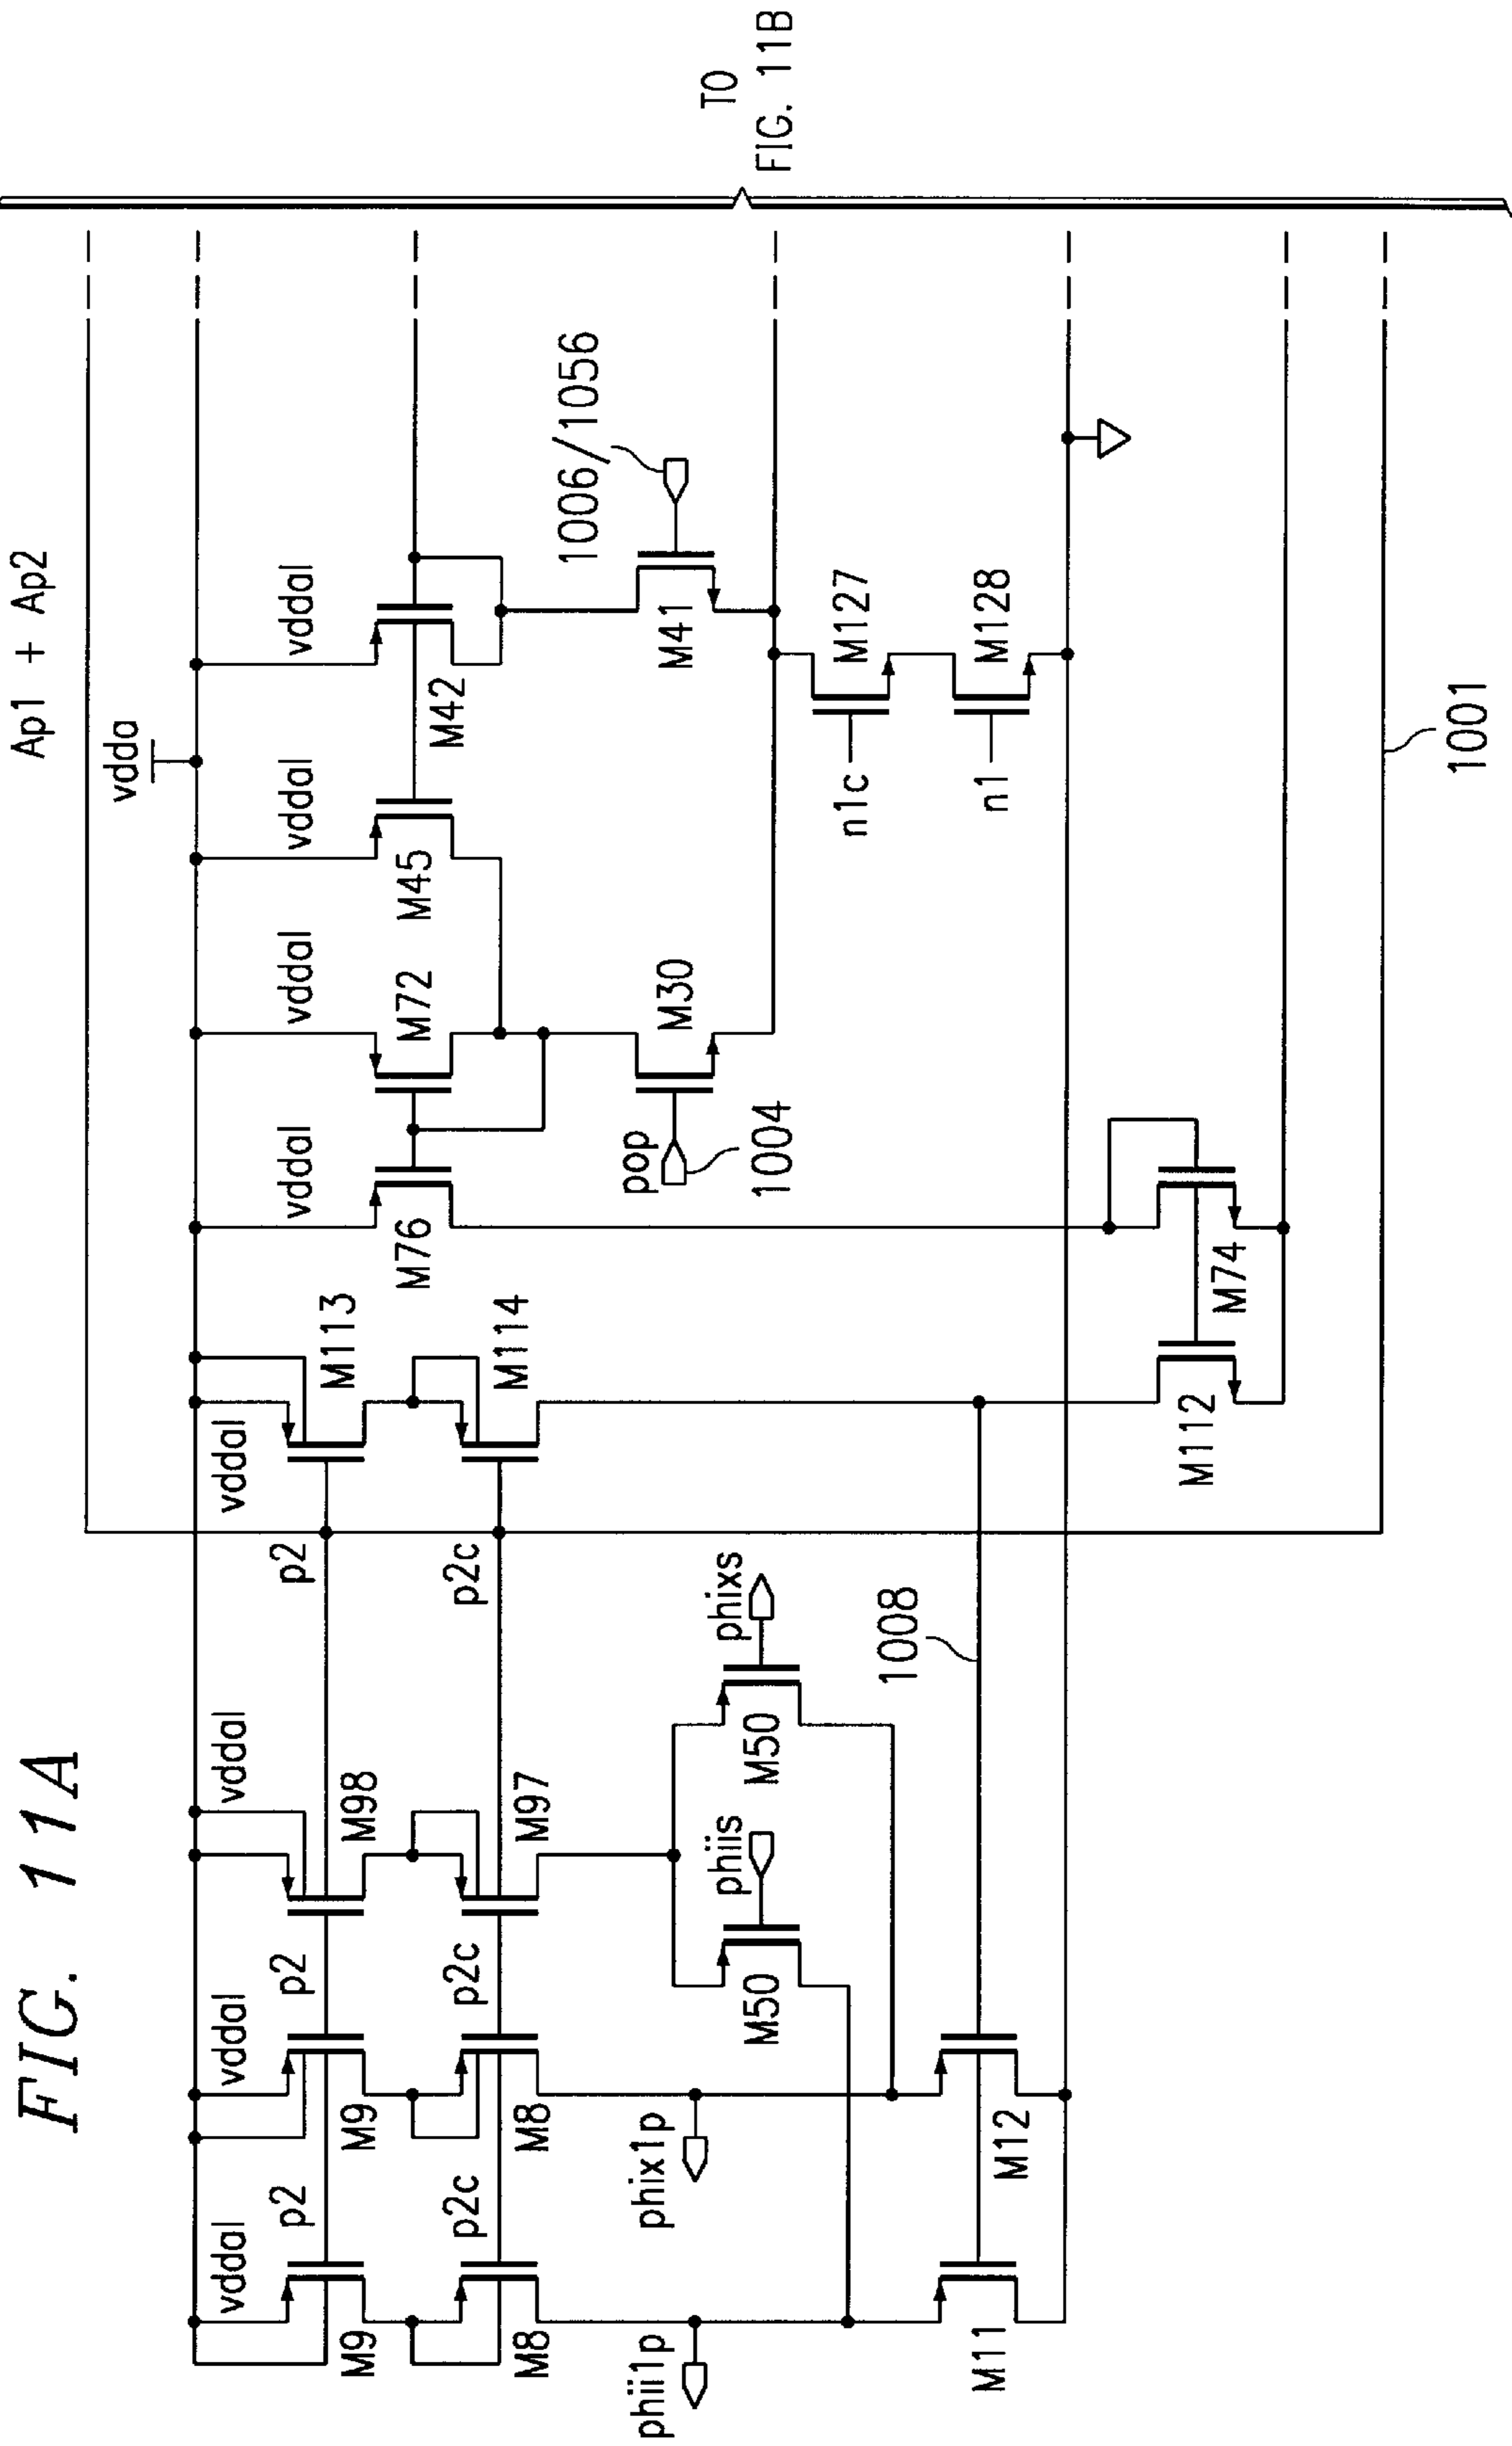 FIG. 11A
Ap1 + Ap2
vdda
vddal
vddal
vddal
vddal
vddal
vddal
vddal
vddal
p2
p2
p2
M9
M9
M98
M113
M76
M72
M45
M42
p2c
p2c
p2c
M8
M8
M97
M114
phii1p
phix1p
phiis
phixs
M50
M50
pop
1004
M30
M41
1006/1056
n1c
M127
n1
M128
1008
M11
M12
M112
M74
1001
TO
FIG. 11B